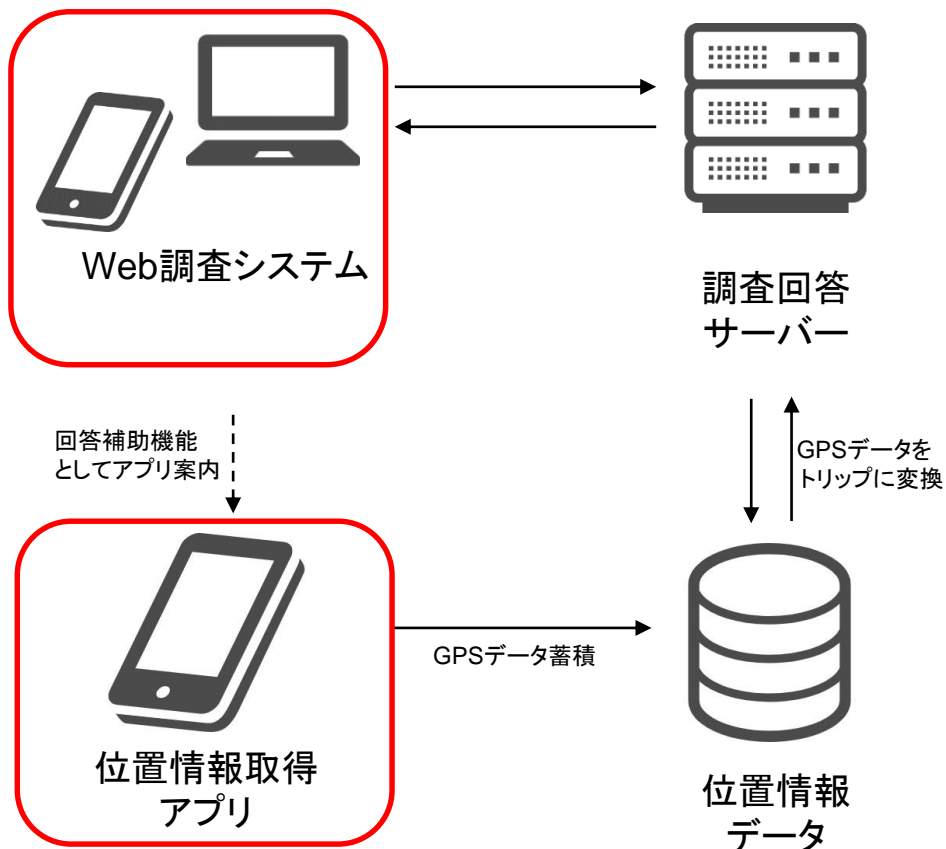 Web調査システム
調査回答
サーバー
回答補助機能
としてアプリ案内
GPSデータを
トリップに変換
GPSデータ蓄積
位置情報取得
アプリ
位置情報
データ